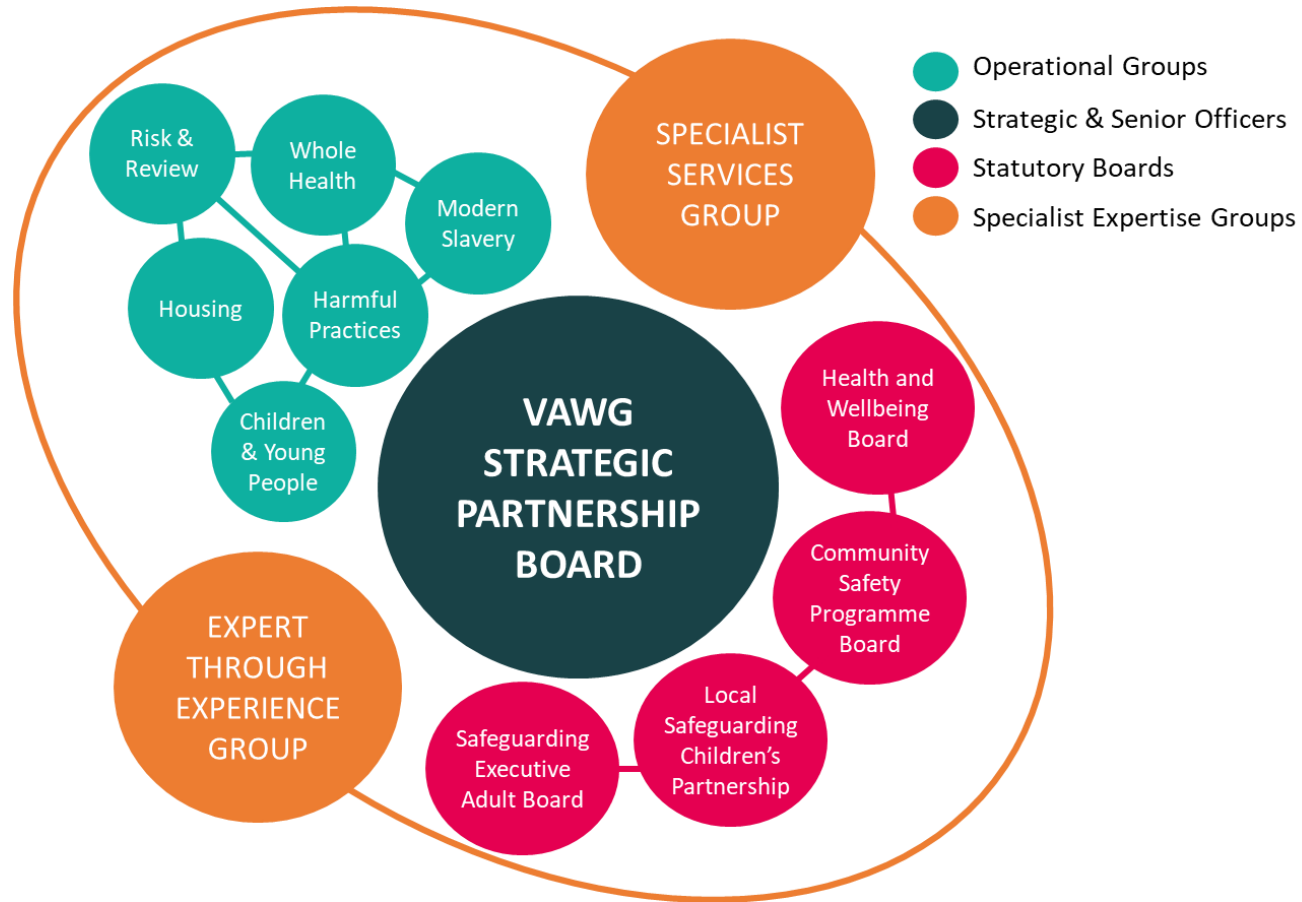 Operational Groups
Strategic & Senior Officers
Statutory Boards
Specialist Expertise Groups
SPECIALIST
SERVICES
GROUP
Risk &
Review
Whole
Health
Modern
Slavery
Housing
Harmful
Practices
Children
& Young
People
VAWG
STRATEGIC
PARTNERSHIP
BOARD
Health and
Wellbeing
Board
Community
Safety
Programme
Board
Local
Safeguarding
Children’s
Partnership
Safeguarding
Executive
Adult Board
EXPERT
THROUGH
EXPERIENCE
GROUP